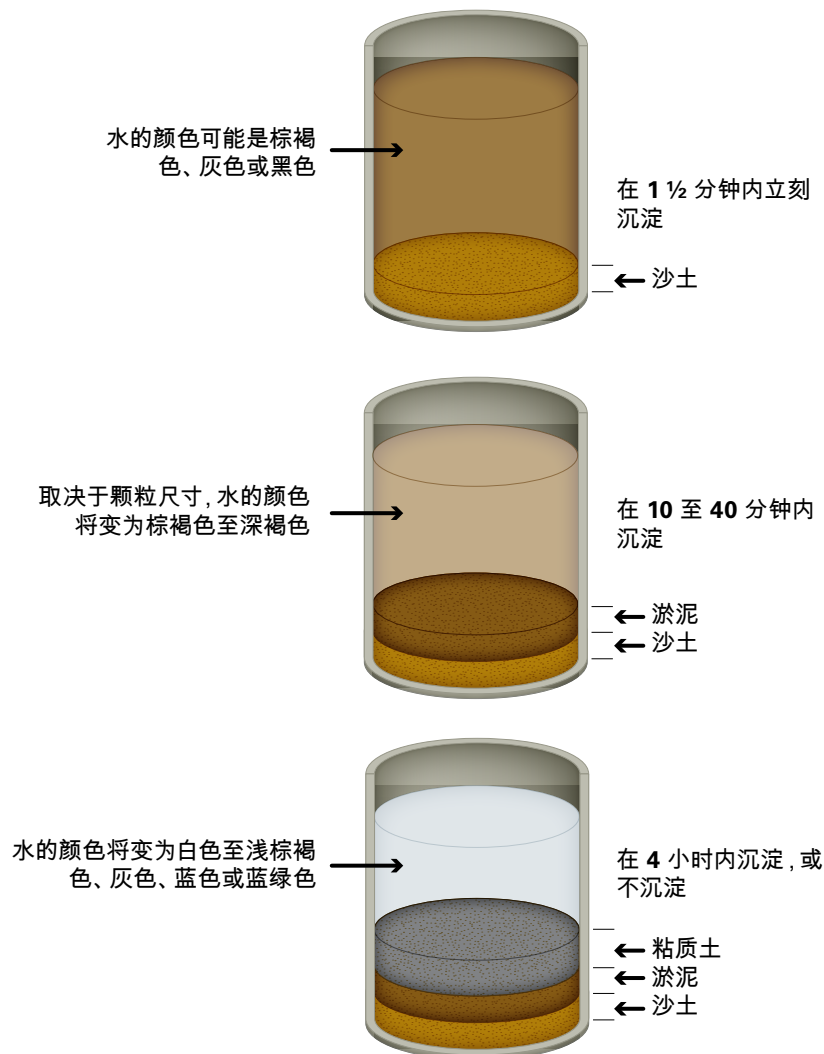 水的颜色可能是棕褐
色、灰色或黑色
在 1 ½ 分钟内立刻
沉淀
沙土
取决于颗粒尺寸，水的颜色
将变为棕褐色至深褐色
在 10 至 40 分钟内
沉淀
淤泥
沙土
水的颜色将变为白色至浅棕褐
色、灰色、蓝色或蓝绿色
在 4 小时内沉淀，或
不沉淀
粘质土
淤泥
沙土